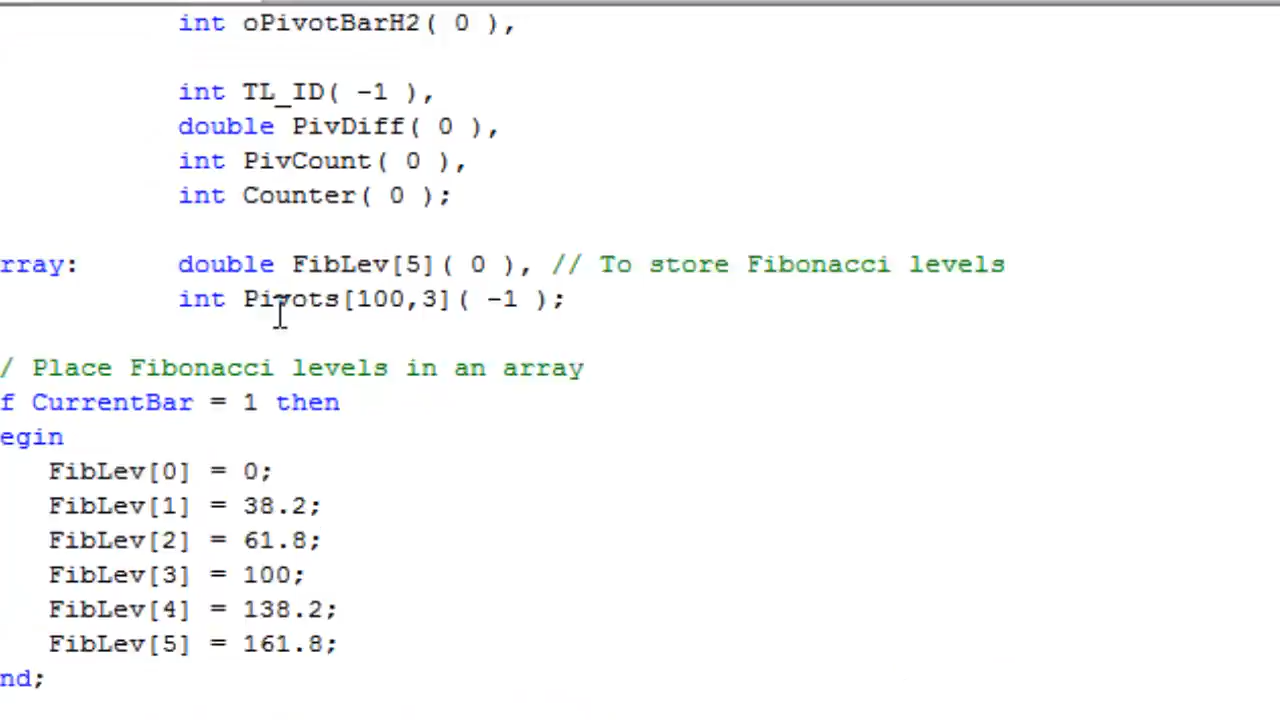 int oPivotBarH2( 0 ),
int TL_ID( -1 ),
double PivDiff( 0 ),
int PivCount( 0 ),
int Counter( 0 );
rray: double FibLev[5]( 0 ), // To store Fibonacci levels
int Pivots[100,3]( -1 );
/ Place Fibonacci levels in an array
f CurrentBar = 1 then
egin
FibLev[0] = 0;
FibLev[1] = 38.2;
FibLev[2] = 61.8;
FibLev[3] = 100;
FibLev[4] = 138.2;
FibLev[5] = 161.8;
nd;